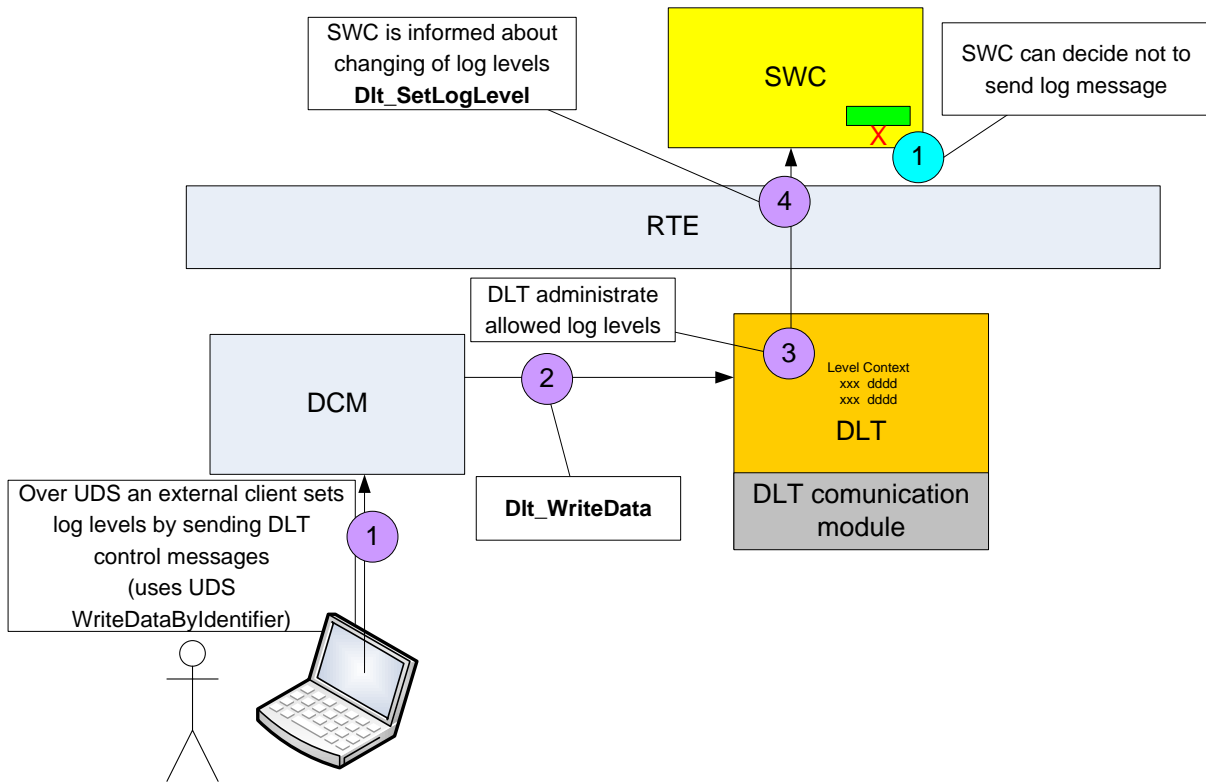 SWC is informed about
changing of log levels
Dlt_SetLogLevel
SWC
X
1
SWC can decide not to
send log message
4
RTE
DLT administrate
allowed log levels
3
Level Context
xxx dddd
xxx dddd
DLT
DLT comunication
module
DCM
2
Dlt_WriteData
Over UDS an external client sets
log levels by sending DLT
control messages
(uses UDS
WriteDataByIdentifier)
1